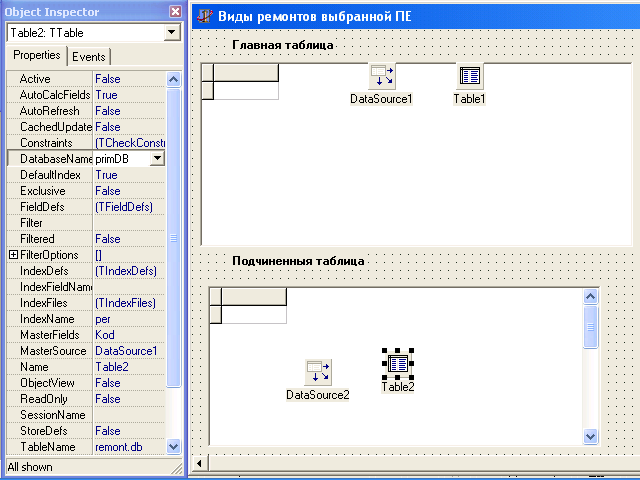 Object Inspector
Table2: TTable
Properties Events
Active False
AutoCalcFields True
AutoRefresh False
CachedUpdate False
Constraints (TCheckConstr
DatabaseName primDB
DefaultIndex True
Exclusive False
FieldDefs (TFieldDefs)
Filter
Filtered False
FilterOptions []
IndexDefs (TIndexDefs)
IndexFieldName
IndexFiles (TIndexFiles)
IndexName per
MasterFields Kod
MasterSource DataSource1
Name Table2
ObjectView False
ReadOnly False
SessionName
StoreDefs False
TableName remont.db
All shown
Виды ремонтов выбранной ПЕ
Главная таблица
DataSource1 Table1
Подчиненныя таблица
DataSource2 Table2